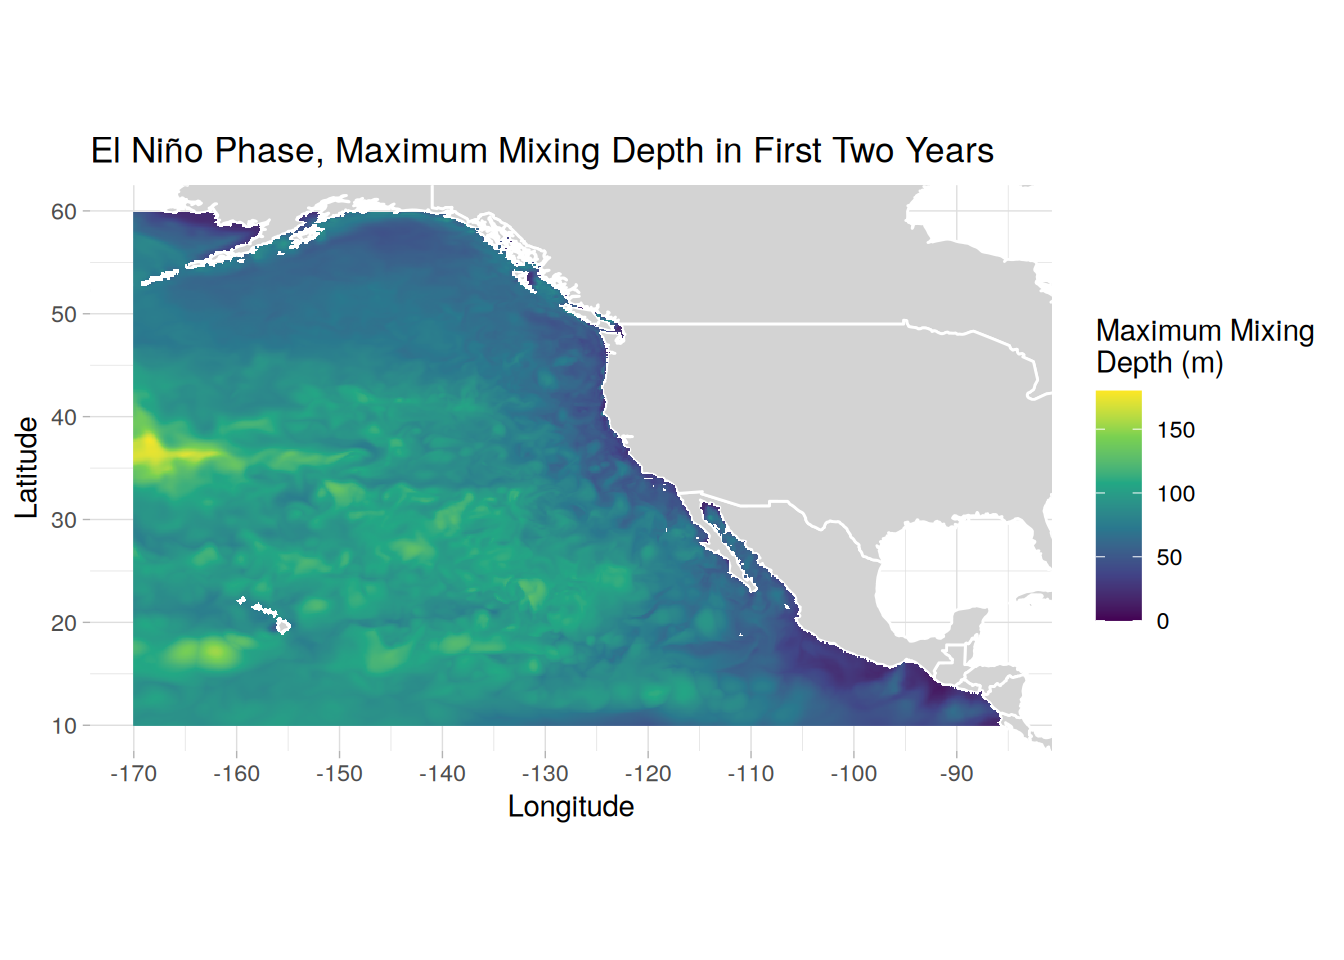 El Niño Phase, Maximum Mixing Depth in First Two Years
60
50
40
30
20
10
Latitude
-170 -160 -150 -140 -130 -120 -110 -100 -90
Longitude
Maximum Mixing
Depth (m)
150
100
50
0